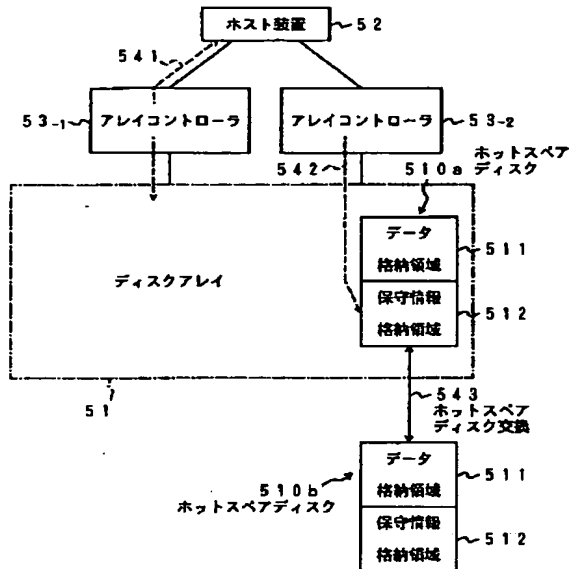 ホスト装置
52
541
53-1
アレイコントローラ
アレイコントローラ
53-2
542
ホットスペア
ディスク
510a
データ
格納領域
511
保守情報
格納領域
512
ディスクアレイ
51
543
ホットスペア
ディスク交換
データ
格納領域
511
保守情報
格納領域
512
510b
ホットスペアディスク